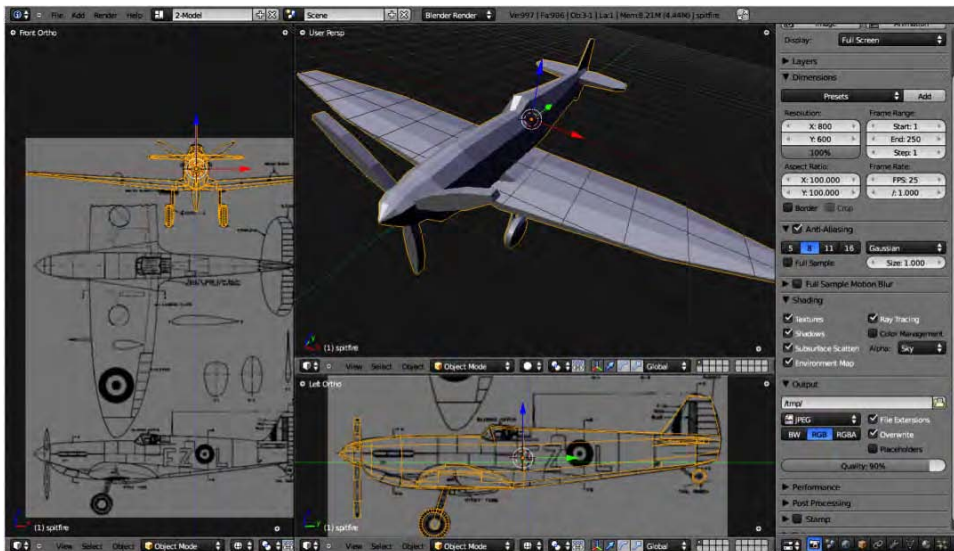 File Add Render Help 2-Model Scene Blender Render Ve:997 | Fa:906 | Ob:3-1 | La:1 | Mem:8.21M (4.44M) | spitfire
Front Ortho
User Persp
(1) spitfire
View Select Object Object Mode Global
Left Ortho
FZ L
Z L
(1) spitfire
(1) spitfire
View Select Object Object Mode
View Select Object Object Mode Global
Display: Full Screen
Layers
Dimensions
Presets Add
Resolution: Frame Range:
X: 800 Start: 1
Y: 600 End: 250
100% Step: 1
Aspect Ratio: Frame Rate:
X: 100.000 FPS: 25
Y: 100.000 /: 1.000
Border Crop
Anti-Aliasing
5 8 11 16 Gaussian
Full Sample Size: 1.000
Full Sample Motion Blur
Shading
Textures Ray Tracing
Shadows Color Management
Subsurface Scatteri Alpha: Sky
Environment Map
Output
/tmp/
JPEG File Extensions
BW RGB RGBA Overwrite
Placeholders
Quality: 90%
Performance
Post Processing
Stamp